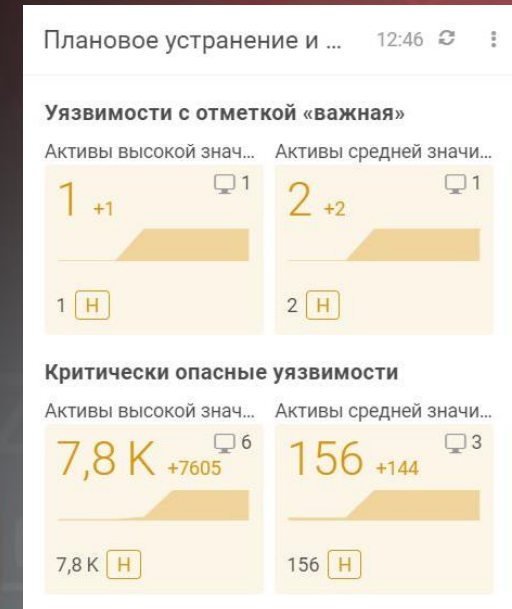 Плановое устранение и ... 12:46
Уязвимости с отметкой «важная»
Активы высокой знач... Активы средней значи...
1 +1 1 2 +2 1
1 Н 2 Н
Критически опасные уязвимости
Активы высокой знач... Активы средней значи...
7,8 K +7605 6 156 +144 3
7,8 K Н 156 Н